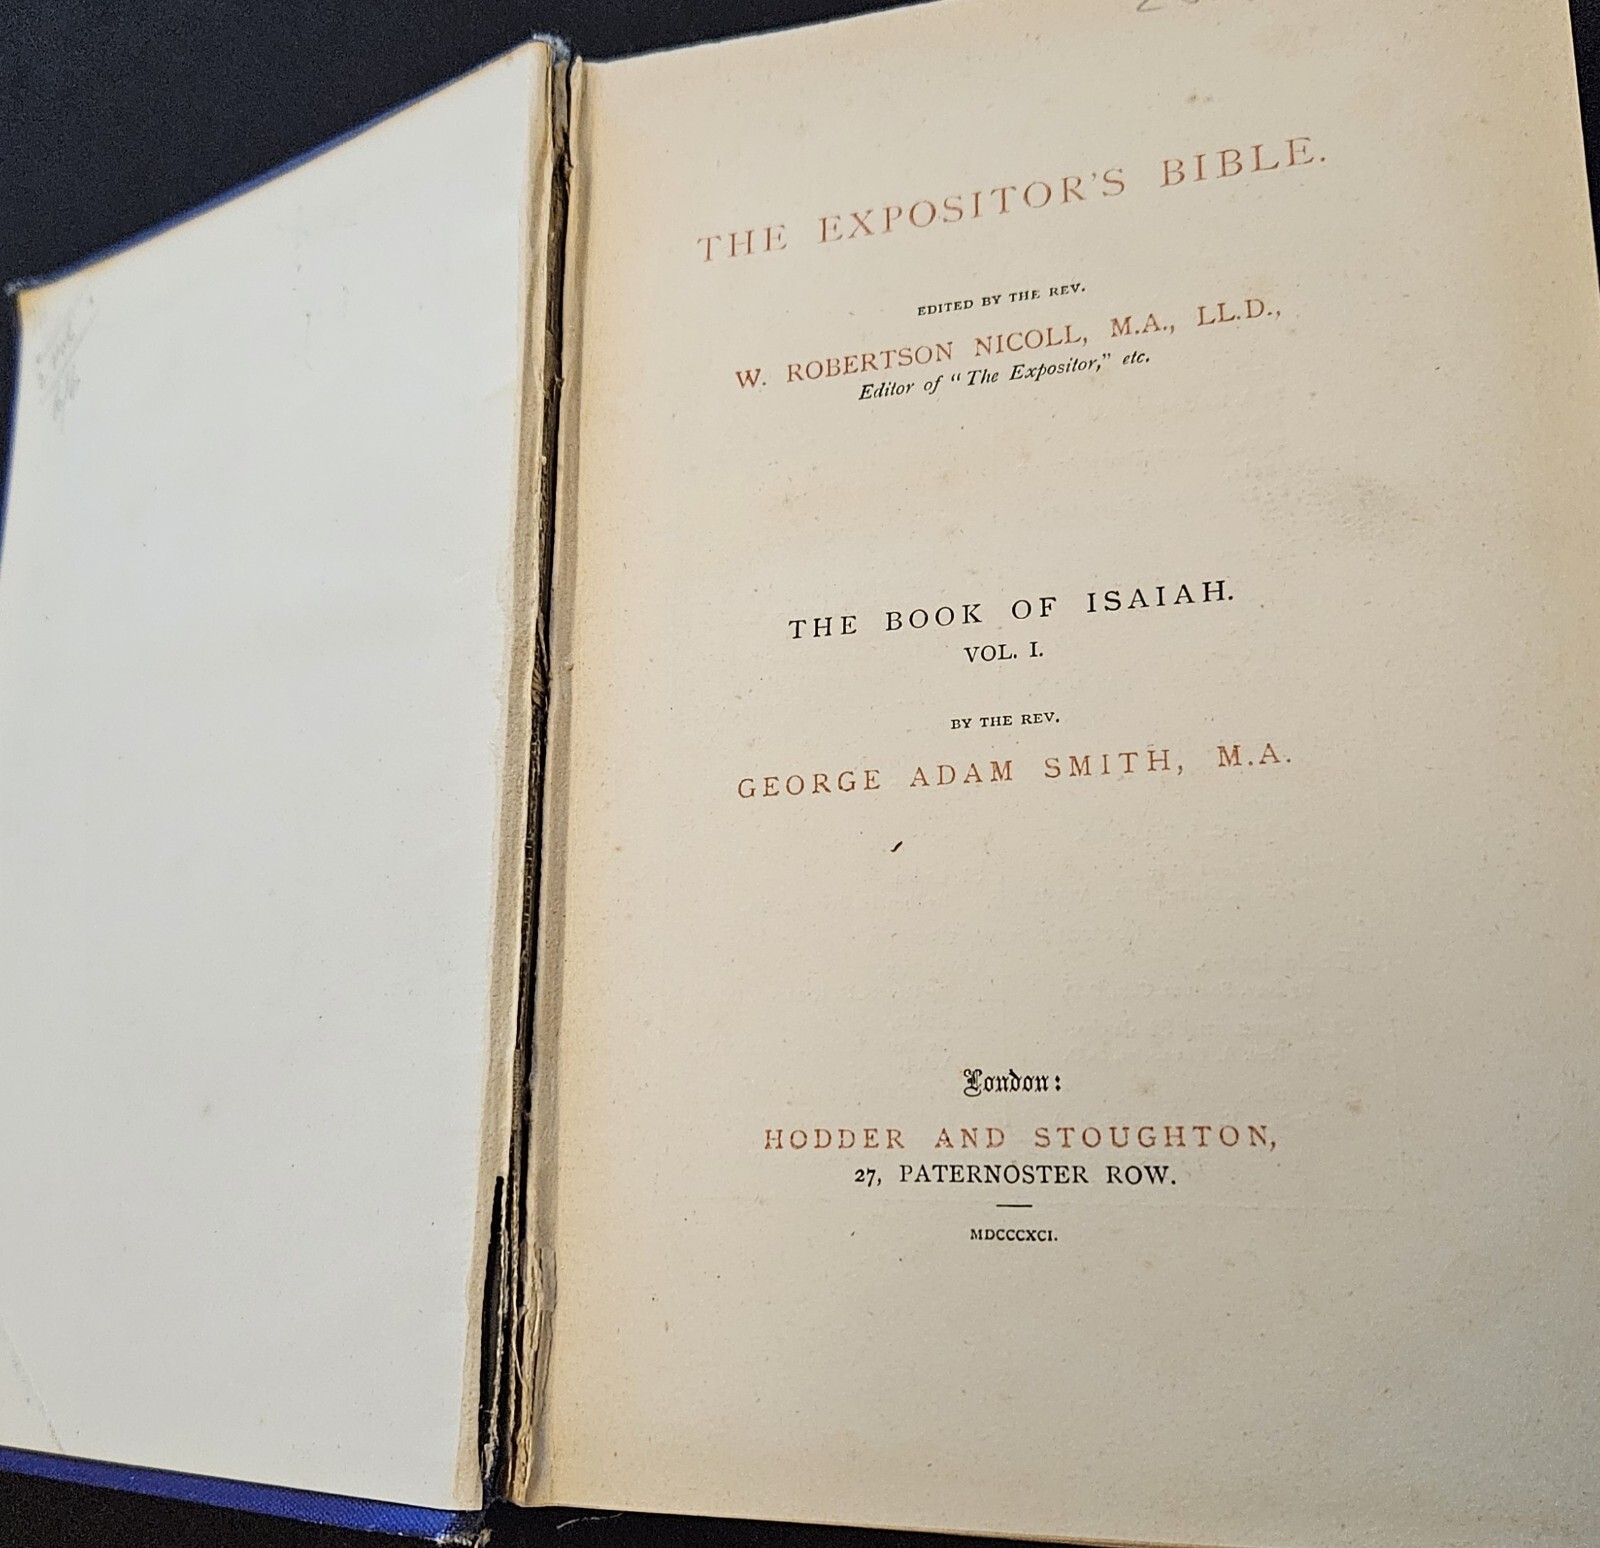 THE EXPOSITOR'S BIBLE.
EDITED BY THE REV.
W. ROBERTSON NICOLL, M.A., LL.D.,
Editor of "The Expositor," etc.
THE BOOK OF ISAIAH.
VOL. I.
BY THE REV.
GEORGE ADAM SMITH, M.A.
London:
HODDER AND STOUGHTON,
27, PATERNOSTER ROW.
MDCCCXCI.